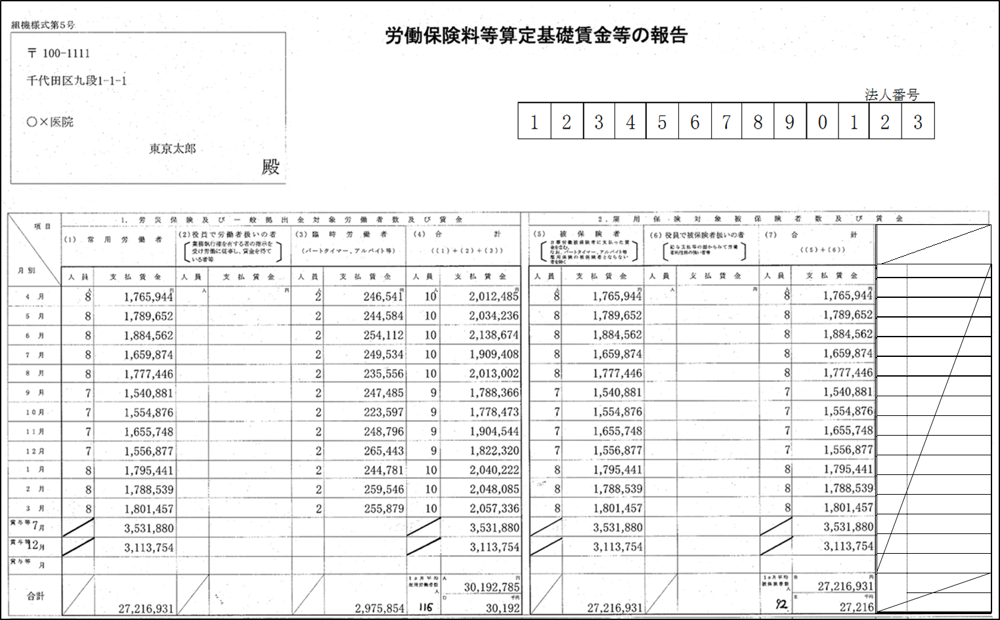 組機様式第5号
労働保険料等算定基礎賃金等の報告
〒 100-1111
千代田区九段1-1-1
○×医院
東京太郎
殿
法人番号
1 2 3 4 5 6 7 8 9 0 1 2 3
項目
月別
1. 労災保険及び一般拠出金対象労働者数及び賃金
2. 雇用保険対象被保険者数及び賃金
(1) 常用労働者
(2) 役員で労働者扱いの者
業務執行権を有する者の指示を
受け労働に従事し、賃金を得て
いる者等
(3) 臨時労働者
(パートタイマー、アルバイト等)
(4) 合計
((1)+(2)+(3))
(5) 被保険者
日雇労働被保険者に支払った賃
金を含む。
なお、パートタイマー、アルバイト等
雇用保険の被保険者とならない
者を除く
(6) 役員で被保険者扱いの者
給与支払等の面からみて労働
者的性格の強い者等
(7) 合計
((5)+(6))
人員 支払賃金 人員 支払賃金 人員 支払賃金 人員 支払賃金 人員 支払賃金 人員 支払賃金 人員 支払賃金
人 円 人 円 人 円 人 円 人 円 人 円 人 円
4月 8 1,765,944 2 246,541 10 2,012,485 8 1,765,944 8 1,765,944
5月 8 1,789,652 2 244,584 10 2,034,236 8 1,789,652 8 1,789,652
6月 8 1,884,562 2 254,112 10 2,138,674 8 1,884,562 8 1,884,562
7月 8 1,659,874 2 249,534 10 1,909,408 8 1,659,874 8 1,659,874
8月 8 1,777,446 2 235,556 10 2,013,002 8 1,777,446 8 1,777,446
9月 7 1,540,881 2 247,485 9 1,788,366 7 1,540,881 7 1,540,881
10月 7 1,554,876 2 223,597 9 1,778,473 7 1,554,876 7 1,554,876
11月 7 1,655,748 2 248,796 9 1,904,544 7 1,655,748 7 1,655,748
12月 7 1,556,877 2 265,443 9 1,822,320 7 1,556,877 7 1,556,877
1月 8 1,795,441 2 244,781 10 2,040,222 8 1,795,441 8 1,795,441
2月 8 1,788,539 2 259,546 10 2,048,085 8 1,788,539 8 1,788,539
3月 8 1,801,457 2 255,879 10 2,057,336 8 1,801,457 8 1,801,457
賞与等 7月 3,531,880 3,531,880 3,531,880 3,531,880
賞与等 12月 3,113,754 3,113,754 3,113,754 3,113,754
賞与等 月
合計 27,216,931 2,975,854
1ヵ月平均
使用労働者数
人
116
A 円
30,192,785
D 千円
30,192
27,216,931
1ヵ月平均
被保険者数
人
92
B 円
27,216,931
E 千円
27,216